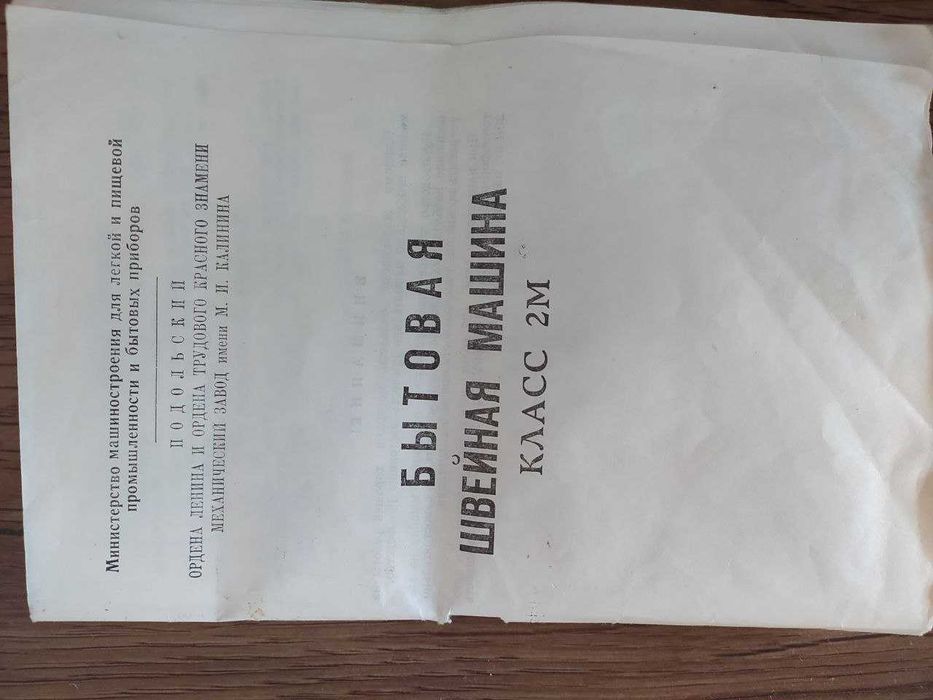 Министерство машиностроения для легкой и пищевой
промышленности и бытовых приборов
ПОДОЛЬСКИЙ
ОРДЕНА ЛЕНИНА И ОРДЕНА ТРУДОВОГО КРАСНОГО ЗНАМЕНИ
МЕХАНИЧЕСКИЙ ЗАВОД имени М. И. КАЛИНИНА
БЫТОВАЯ
ШВЕЙНАЯ МАШИНА
КЛАСС 2М